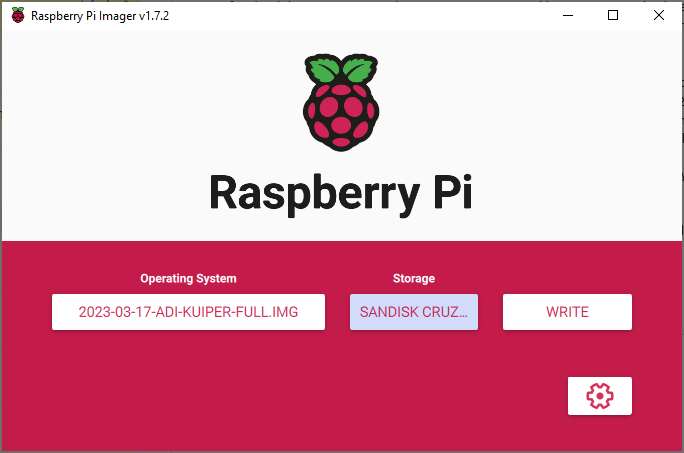 Raspberry Pi Imager v1.7.2
Raspberry Pi
Operating System
Storage
2023-03-17-ADI-KUIPER-FULL.IMG
SANDISK CRUZ...
WRITE